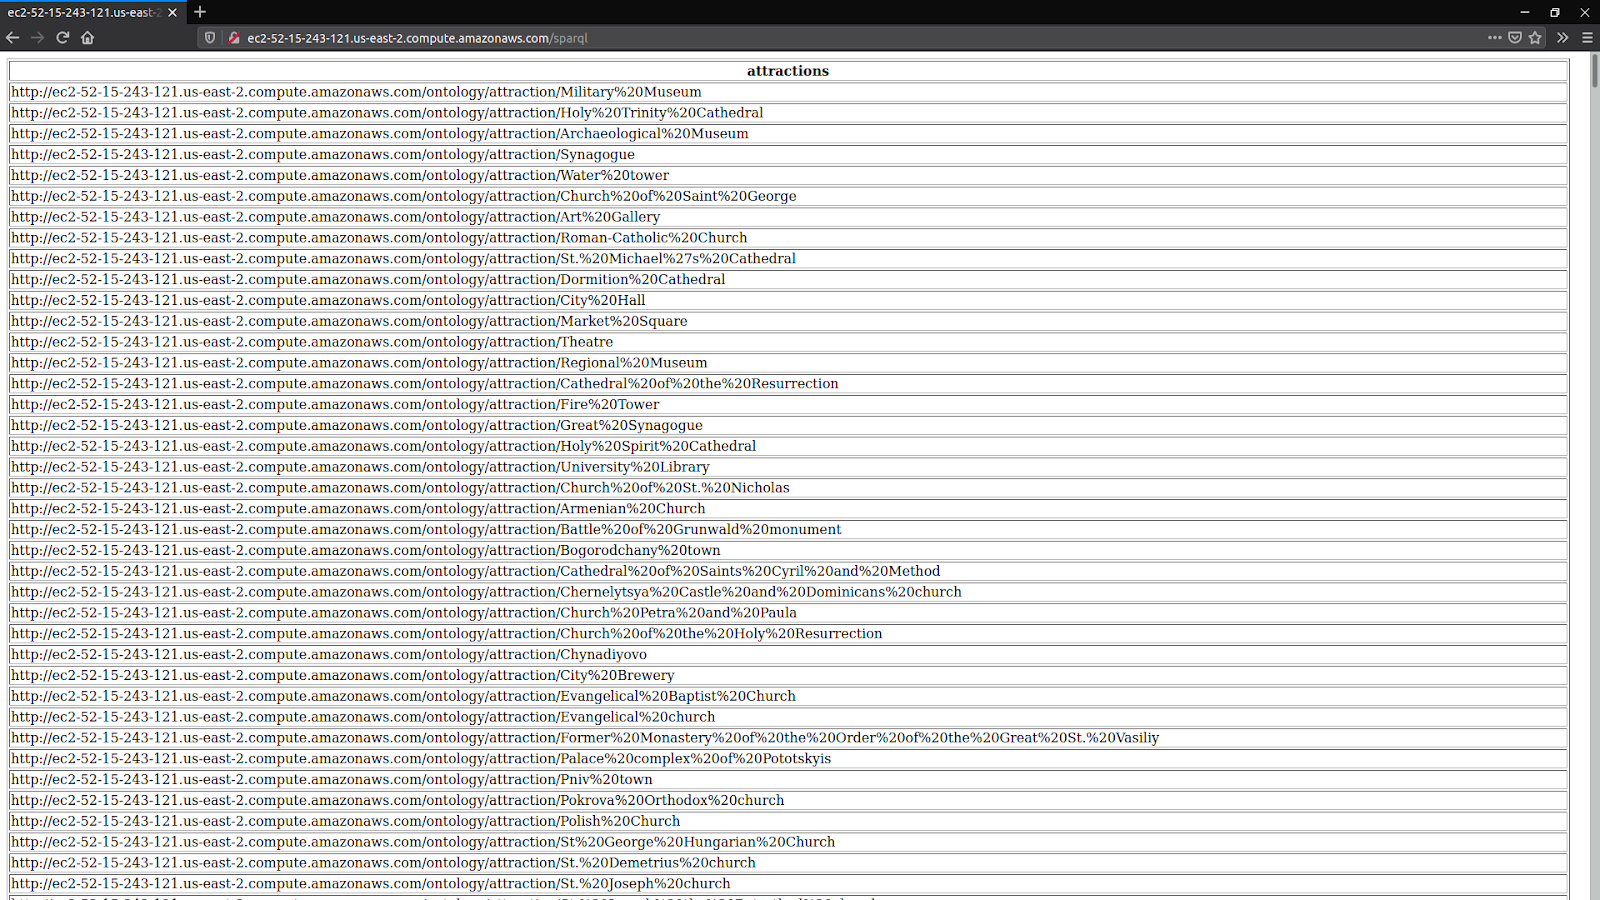 ec2-52-15-243-121.us-east-2
ec2-52-15-243-121.us-east-2.compute.amazonaws.com/sparql
attractions
http://ec2-52-15-243-121.us-east-2.compute.amazonaws.com/ontology/attraction/Military%20Museum
http://ec2-52-15-243-121.us-east-2.compute.amazonaws.com/ontology/attraction/Holy%20Trinity%20Cathedral
http://ec2-52-15-243-121.us-east-2.compute.amazonaws.com/ontology/attraction/Archaeological%20Museum
http://ec2-52-15-243-121.us-east-2.compute.amazonaws.com/ontology/attraction/Synagogue
http://ec2-52-15-243-121.us-east-2.compute.amazonaws.com/ontology/attraction/Water%20tower
http://ec2-52-15-243-121.us-east-2.compute.amazonaws.com/ontology/attraction/Church%20of%20Saint%20George
http://ec2-52-15-243-121.us-east-2.compute.amazonaws.com/ontology/attraction/Art%20Gallery
http://ec2-52-15-243-121.us-east-2.compute.amazonaws.com/ontology/attraction/Roman-Catholic%20Church
http://ec2-52-15-243-121.us-east-2.compute.amazonaws.com/ontology/attraction/St.%20Michael%27s%20Cathedral
http://ec2-52-15-243-121.us-east-2.compute.amazonaws.com/ontology/attraction/Dormition%20Cathedral
http://ec2-52-15-243-121.us-east-2.compute.amazonaws.com/ontology/attraction/City%20Hall
http://ec2-52-15-243-121.us-east-2.compute.amazonaws.com/ontology/attraction/Market%20Square
http://ec2-52-15-243-121.us-east-2.compute.amazonaws.com/ontology/attraction/Theatre
http://ec2-52-15-243-121.us-east-2.compute.amazonaws.com/ontology/attraction/Regional%20Museum
http://ec2-52-15-243-121.us-east-2.compute.amazonaws.com/ontology/attraction/Cathedral%20of%20the%20Resurrection
http://ec2-52-15-243-121.us-east-2.compute.amazonaws.com/ontology/attraction/Fire%20Tower
http://ec2-52-15-243-121.us-east-2.compute.amazonaws.com/ontology/attraction/Great%20Synagogue
http://ec2-52-15-243-121.us-east-2.compute.amazonaws.com/ontology/attraction/Holy%20Spirit%20Cathedral
http://ec2-52-15-243-121.us-east-2.compute.amazonaws.com/ontology/attraction/University%20Library
http://ec2-52-15-243-121.us-east-2.compute.amazonaws.com/ontology/attraction/Church%20of%20St.%20Nicholas
http://ec2-52-15-243-121.us-east-2.compute.amazonaws.com/ontology/attraction/Armenian%20Church
http://ec2-52-15-243-121.us-east-2.compute.amazonaws.com/ontology/attraction/Battle%20of%20Grunwald%20monument
http://ec2-52-15-243-121.us-east-2.compute.amazonaws.com/ontology/attraction/Bogorodchany%20town
http://ec2-52-15-243-121.us-east-2.compute.amazonaws.com/ontology/attraction/Cathedral%20of%20Saints%20Cyril%20and%20Method
http://ec2-52-15-243-121.us-east-2.compute.amazonaws.com/ontology/attraction/Chernelytsya%20Castle%20and%20Dominicans%20church
http://ec2-52-15-243-121.us-east-2.compute.amazonaws.com/ontology/attraction/Church%20Petra%20and%20Paula
http://ec2-52-15-243-121.us-east-2.compute.amazonaws.com/ontology/attraction/Church%20of%20the%20Holy%20Resurrection
http://ec2-52-15-243-121.us-east-2.compute.amazonaws.com/ontology/attraction/Chynadiyovo
http://ec2-52-15-243-121.us-east-2.compute.amazonaws.com/ontology/attraction/City%20Brewery
http://ec2-52-15-243-121.us-east-2.compute.amazonaws.com/ontology/attraction/Evangelical%20Baptist%20Church
http://ec2-52-15-243-121.us-east-2.compute.amazonaws.com/ontology/attraction/Evangelical%20church
http://ec2-52-15-243-121.us-east-2.compute.amazonaws.com/ontology/attraction/Former%20Monastery%20of%20the%20Order%20of%20the%20Great%20St.%20Vasiliy
http://ec2-52-15-243-121.us-east-2.compute.amazonaws.com/ontology/attraction/Palace%20complex%20of%20Pototskyis
http://ec2-52-15-243-121.us-east-2.compute.amazonaws.com/ontology/attraction/Pniv%20town
http://ec2-52-15-243-121.us-east-2.compute.amazonaws.com/ontology/attraction/Pokrova%20Orthodox%20church
http://ec2-52-15-243-121.us-east-2.compute.amazonaws.com/ontology/attraction/Polish%20Church
http://ec2-52-15-243-121.us-east-2.compute.amazonaws.com/ontology/attraction/St%20George%20Hungarian%20Church
http://ec2-52-15-243-121.us-east-2.compute.amazonaws.com/ontology/attraction/St.%20Demetrius%20church
http://ec2-52-15-243-121.us-east-2.compute.amazonaws.com/ontology/attraction/St.%20Joseph%20church